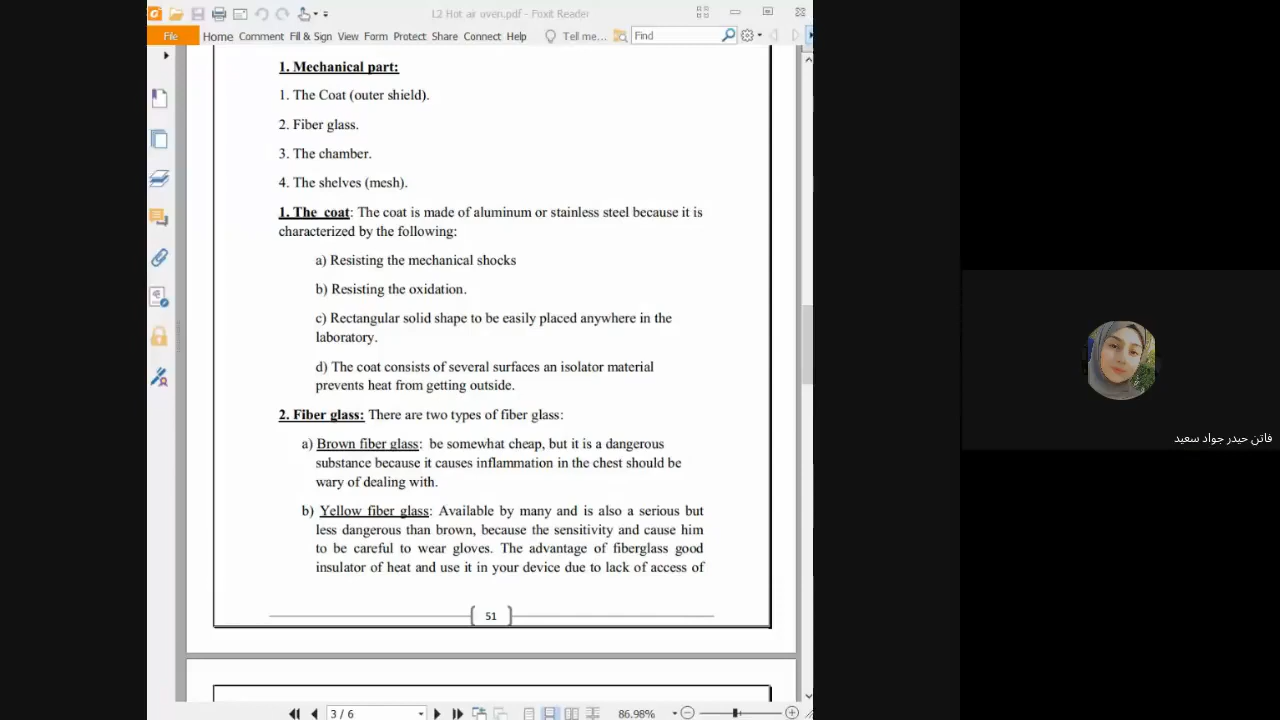 L2 Hot air oven.pdf - Foxit Reader
File Home Comment Fill & Sign View Form Protect Share Connect Help Tell me... Find
1. Mechanical part:
1. The Coat (outer shield).
2. Fiber glass.
3. The chamber.
4. The shelves (mesh).
1. The coat: The coat is made of aluminum or stainless steel because it is
characterized by the following:
a) Resisting the mechanical shocks
b) Resisting the oxidation.
c) Rectangular solid shape to be easily placed anywhere in the
laboratory.
d) The coat consists of several surfaces an isolator material
prevents heat from getting outside.
2. Fiber glass: There are two types of fiber glass:
a) Brown fiber glass: be somewhat cheap, but it is a dangerous
substance because it causes inflammation in the chest should be
wary of dealing with.
b) Yellow fiber glass: Available by many and is also a serious but
less dangerous than brown, because the sensitivity and cause him
to be careful to wear gloves. The advantage of fiberglass good
insulator of heat and use it in your device due to lack of access of
51
3 / 6
86.98%
فاتن حيدر جواد سعيد